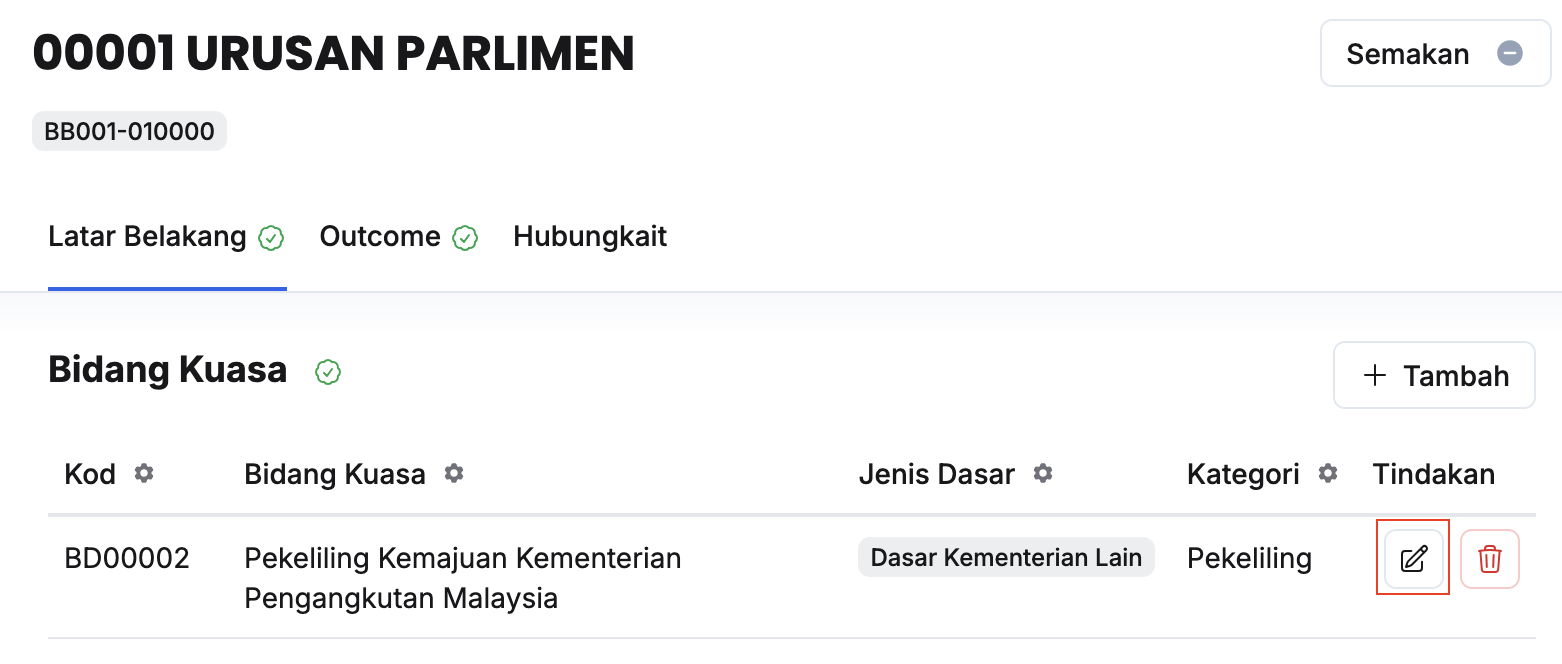 00001 URUSAN PARLIMEN
Semakan
BB001-010000
Latar Belakang Outcome Hubungkait
Bidang Kuasa
+ Tambah
Kod Bidang Kuasa Jenis Dasar Kategori Tindakan
BD00002 Pekeliling Kemajuan Kementerian Dasar Kementerian Lain Pekeliling
Pengangkutan Malaysia